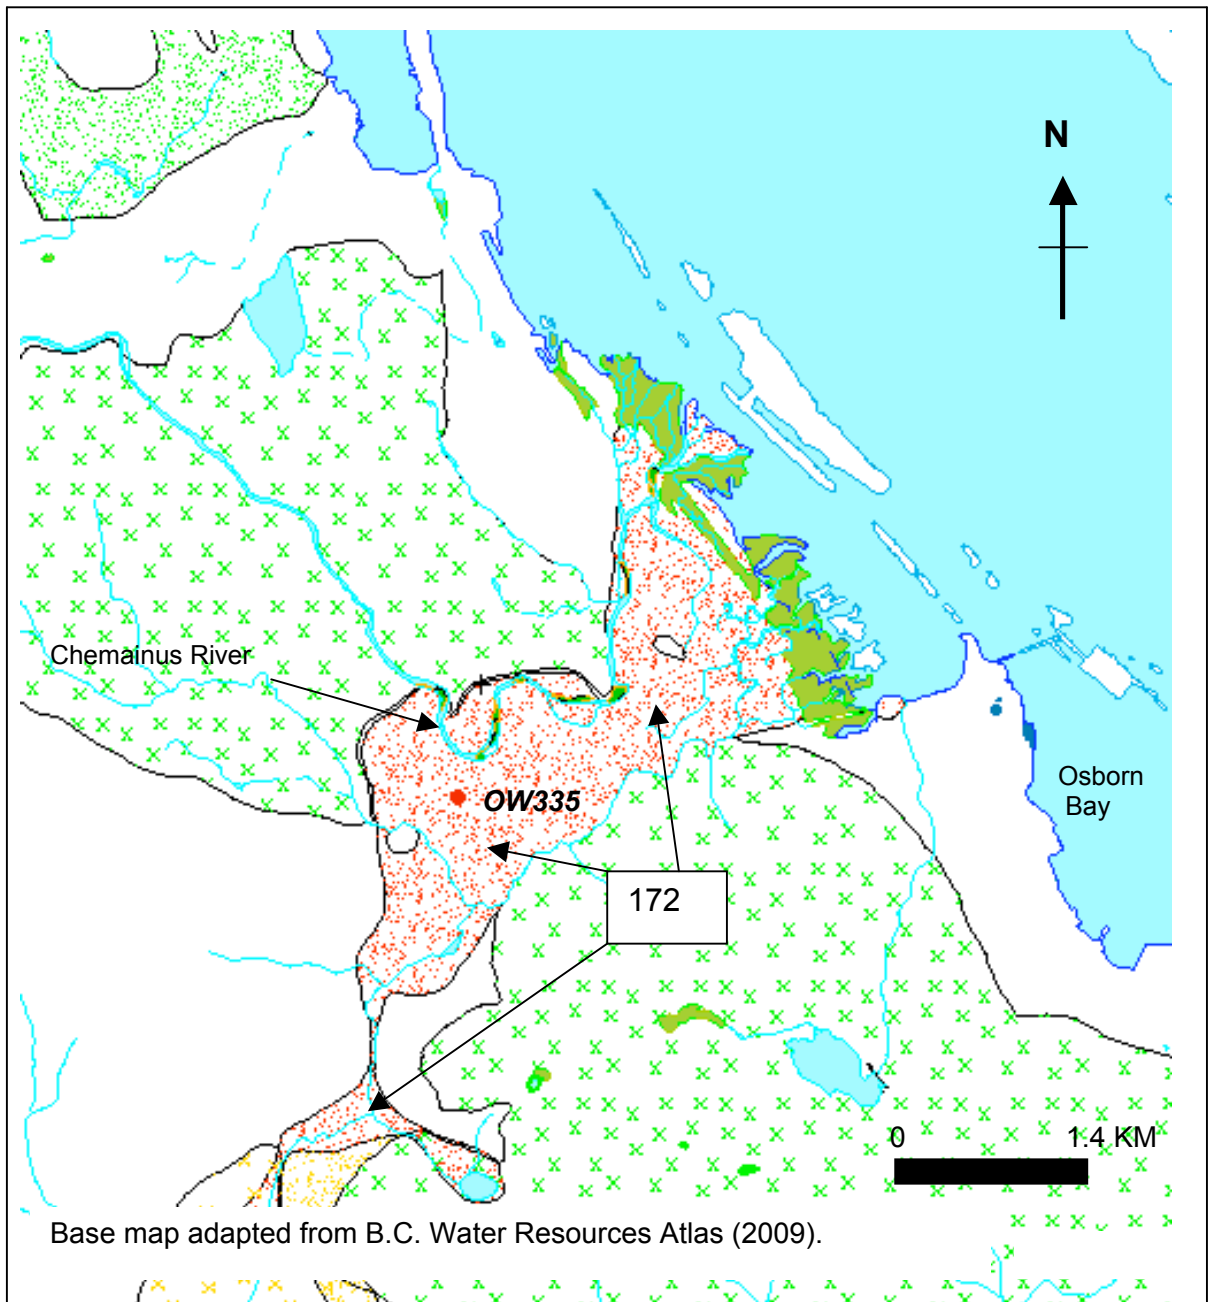 N
Chemainus River
OW335
Osborn
Bay
172
0 1.4 KM
Base map adapted from B.C. Water Resources Atlas (2009).